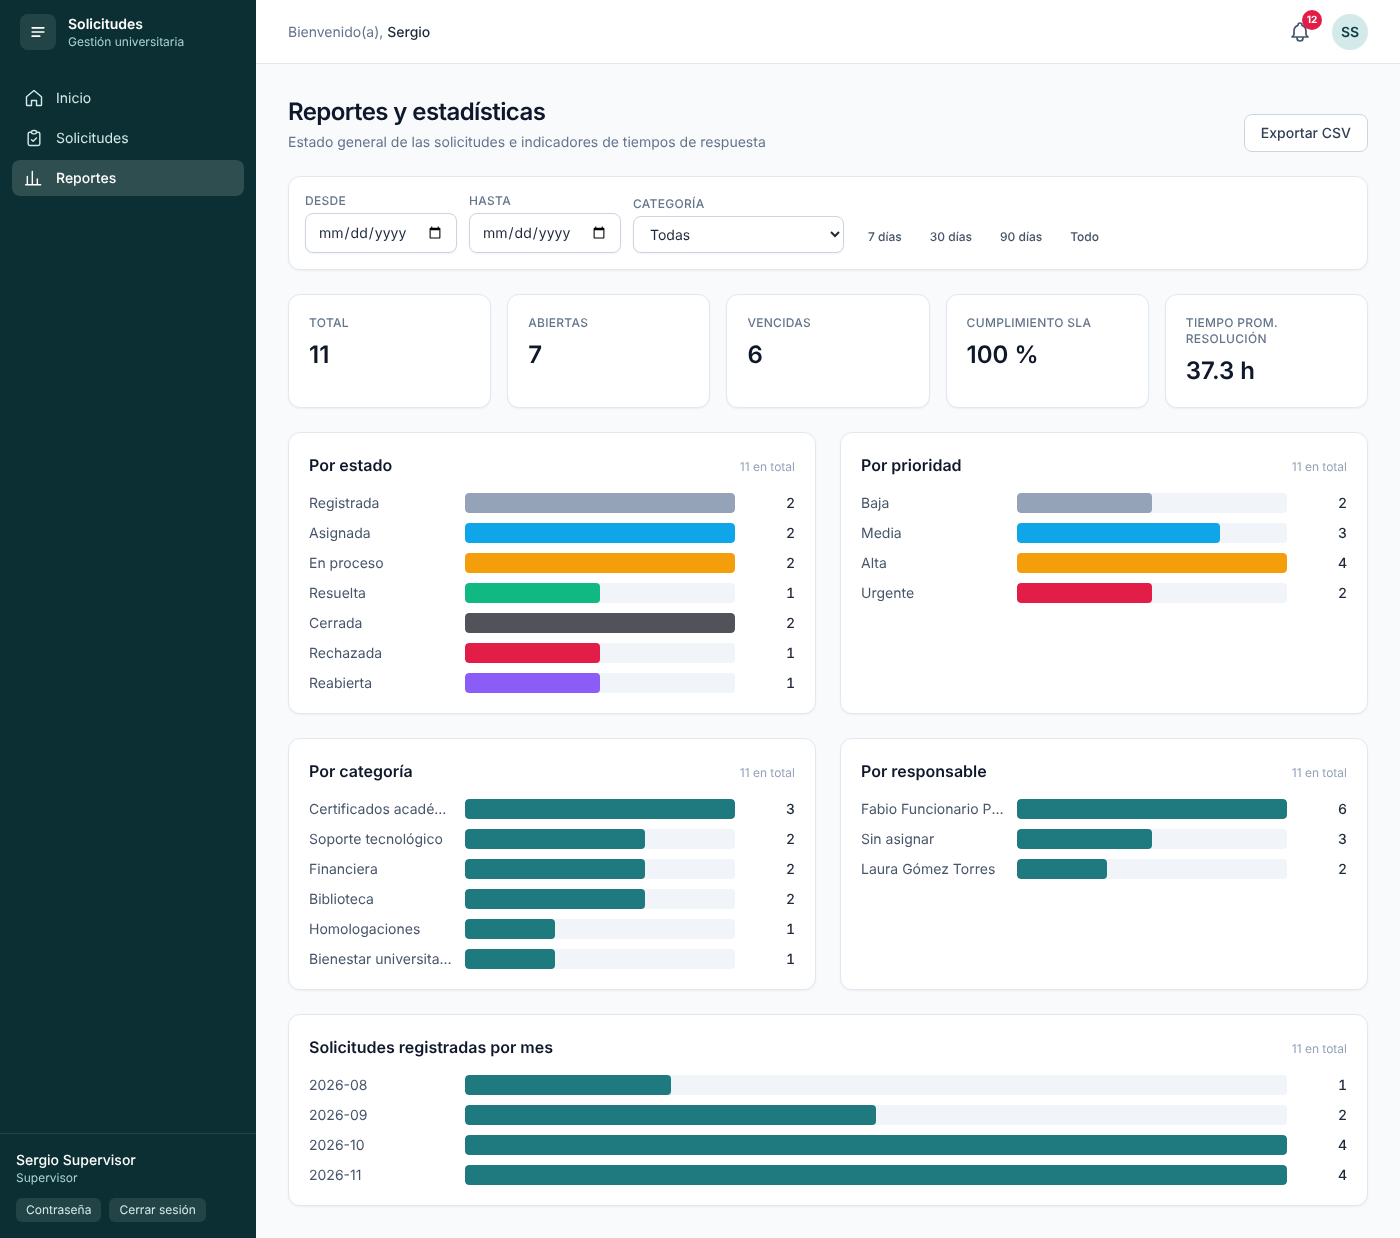 Solicitudes
Gestión universitaria
Inicio
Solicitudes
Reportes
Sergio Supervisor
Supervisor
Contraseña
Cerrar sesión
Bienvenido(a), Sergio
12
SS
Reportes y estadísticas
Estado general de las solicitudes e indicadores de tiempos de respuesta
Exportar CSV
DESDE
mm/dd/yyyy
HASTA
mm/dd/yyyy
CATEGORÍA
Todas
7 días
30 días
90 días
Todo
TOTAL
11
ABIERTAS
7
VENCIDAS
6
CUMPLIMIENTO SLA
100 %
TIEMPO PROM.
RESOLUCIÓN
37.3 h
Por estado
11 en total
Registrada 2
Asignada 2
En proceso 2
Resuelta 1
Cerrada 2
Rechazada 1
Reabierta 1
Por prioridad
11 en total
Baja 2
Media 3
Alta 4
Urgente 2
Por categoría
11 en total
Certificados acadé... 3
Soporte tecnológico 2
Financiera 2
Biblioteca 2
Homologaciones 1
Bienestar universita... 1
Por responsable
11 en total
Fabio Funcionario P... 6
Sin asignar 3
Laura Gómez Torres 2
Solicitudes registradas por mes
11 en total
2026-08 1
2026-09 2
2026-10 4
2026-11 4